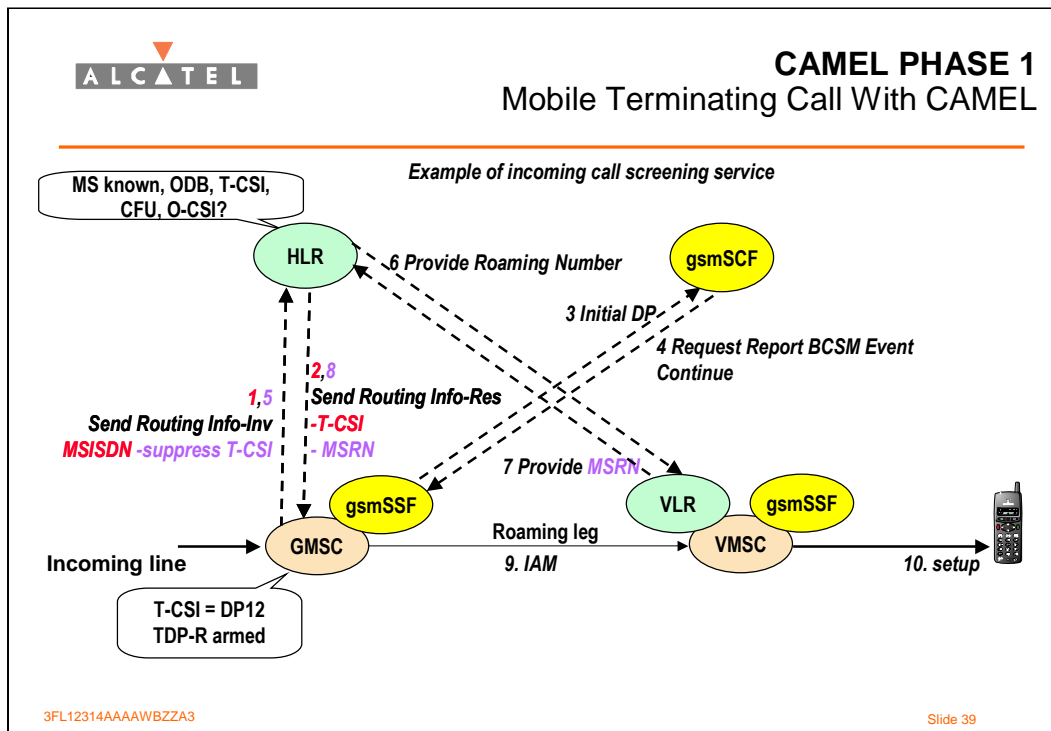 ALCATEL
CAMEL PHASE 1
Mobile Terminating Call With CAMEL
Example of incoming call screening service
MS known, ODB, T-CSI,
CFU, O-CSI?
HLR
gsmSCF
6 Provide Roaming Number
3 Initial DP
4 Request Report BCSM Event
Continue
1,5
Send Routing Info-Inv
MSISDN -suppress T-CSI
2,8
Send Routing Info-Res
-T-CSI
- MSRN
7 Provide MSRN
gsmSSF
VLR
gsmSSF
GMSC
Roaming leg
VMSC
Incoming line
9. IAM
10. setup
T-CSI = DP12
TDP-R armed
3FL12314AAAAWBZZA3
Slide 39